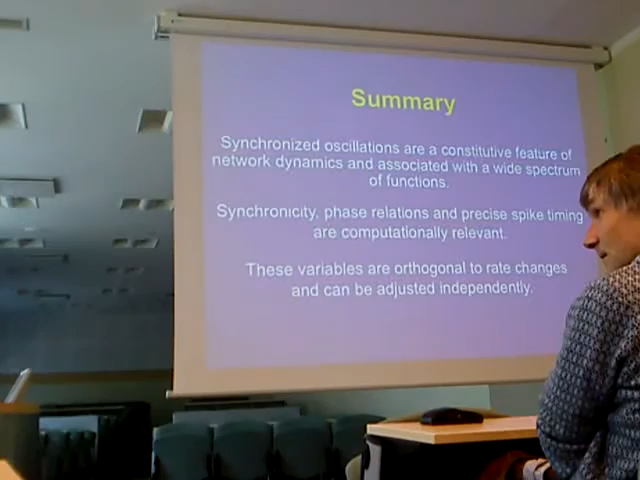 Summary
Synchronized oscillations are a constitutive feature of
network dynamics and associated with a wide spectrum
of functions.
Synchronicity, phase relations and precise spike timing
are computationally relevant.
These variables are orthogonal to rate changes
and can be adjusted independently.